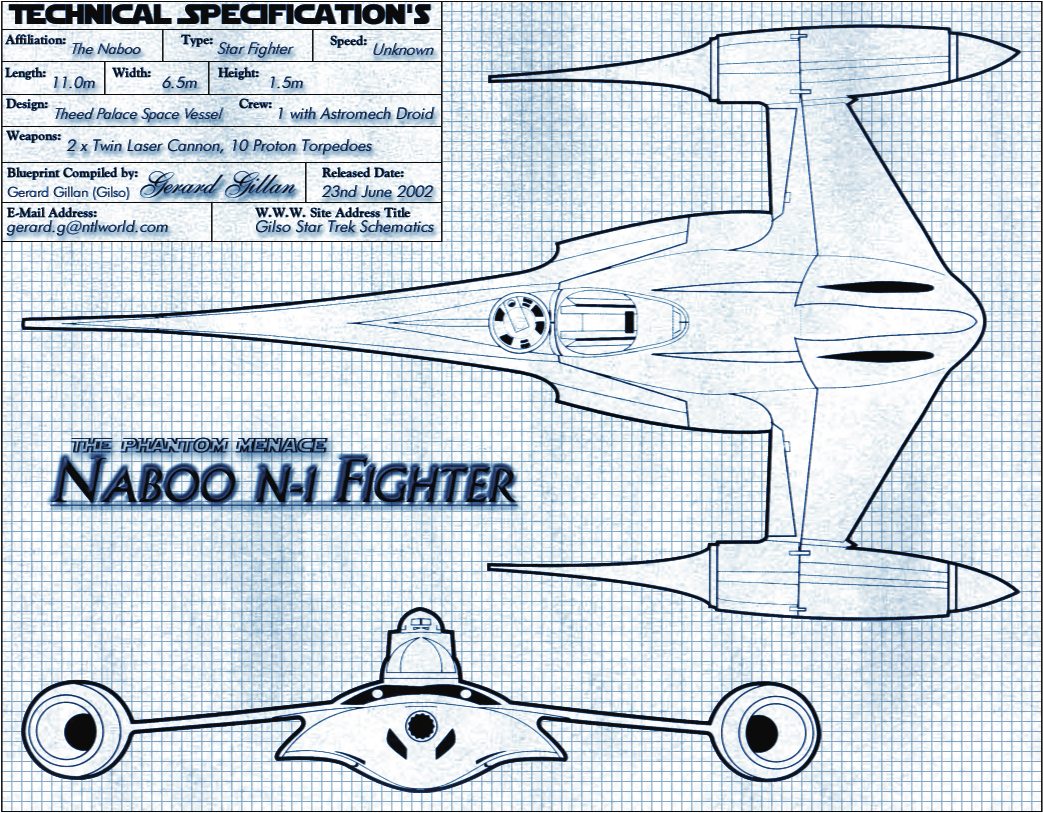 TECHNICAL SPECIFICATION'S
Affiliation: The Naboo Type: Star Fighter Speed: Unknown
Length: 11.0m Width: 6.5m Height: 1.5m
Design: Theed Palace Space Vessel Crew: 1 with Astromech Droid
Weapons: 2 x Twin Laser Cannon, 10 Proton Torpedoes
Blueprint Compiled by: Released Date:
Gerard Gillan (Gilso) Gerard Gillan 23nd June 2002
E-Mail Address: W.W.W. Site Address Title
gerard.g@ntlworld.com Gilso Star Trek Schematics
THE PHANTOM MENACE
NABOO N-1 FIGHTER